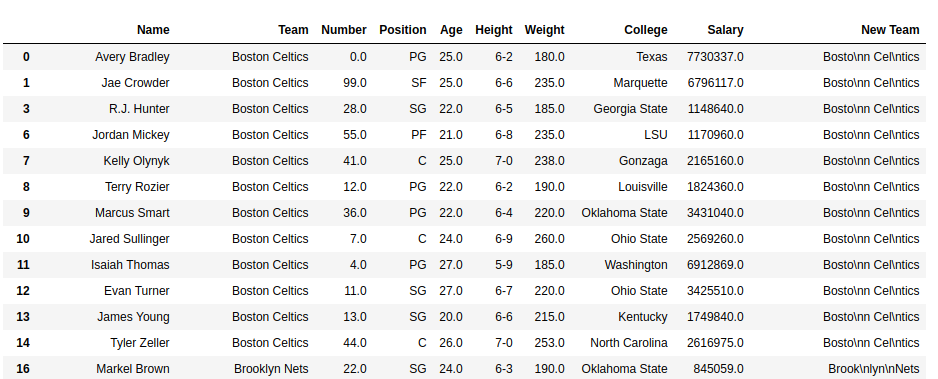 Name Team Number Position Age Height Weight College Salary New Team
0 Avery Bradley Boston Celtics 0.0 PG 25.0 6-2 180.0 Texas 7730337.0 Bosto\nn Cel\ntics
1 Jae Crowder Boston Celtics 99.0 SF 25.0 6-6 235.0 Marquette 6796117.0 Bosto\nn Cel\ntics
3 R.J. Hunter Boston Celtics 28.0 SG 22.0 6-5 185.0 Georgia State 1148640.0 Bosto\nn Cel\ntics
6 Jordan Mickey Boston Celtics 55.0 PF 21.0 6-8 235.0 LSU 1170960.0 Bosto\nn Cel\ntics
7 Kelly Olynyk Boston Celtics 41.0 C 25.0 7-0 238.0 Gonzaga 2165160.0 Bosto\nn Cel\ntics
8 Terry Rozier Boston Celtics 12.0 PG 22.0 6-2 190.0 Louisville 1824360.0 Bosto\nn Cel\ntics
9 Marcus Smart Boston Celtics 36.0 PG 22.0 6-4 220.0 Oklahoma State 3431040.0 Bosto\nn Cel\ntics
10 Jared Sullinger Boston Celtics 7.0 C 24.0 6-9 260.0 Ohio State 2569260.0 Bosto\nn Cel\ntics
11 Isaiah Thomas Boston Celtics 4.0 PG 27.0 5-9 185.0 Washington 6912869.0 Bosto\nn Cel\ntics
12 Evan Turner Boston Celtics 11.0 SG 27.0 6-7 220.0 Ohio State 3425510.0 Bosto\nn Cel\ntics
13 James Young Boston Celtics 13.0 SG 20.0 6-6 215.0 Kentucky 1749840.0 Bosto\nn Cel\ntics
14 Tyler Zeller Boston Celtics 44.0 C 26.0 7-0 253.0 North Carolina 2616975.0 Bosto\nn Cel\ntics
16 Markel Brown Brooklyn Nets 22.0 SG 24.0 6-3 190.0 Oklahoma State 845059.0 Brook\nlyn\nNets